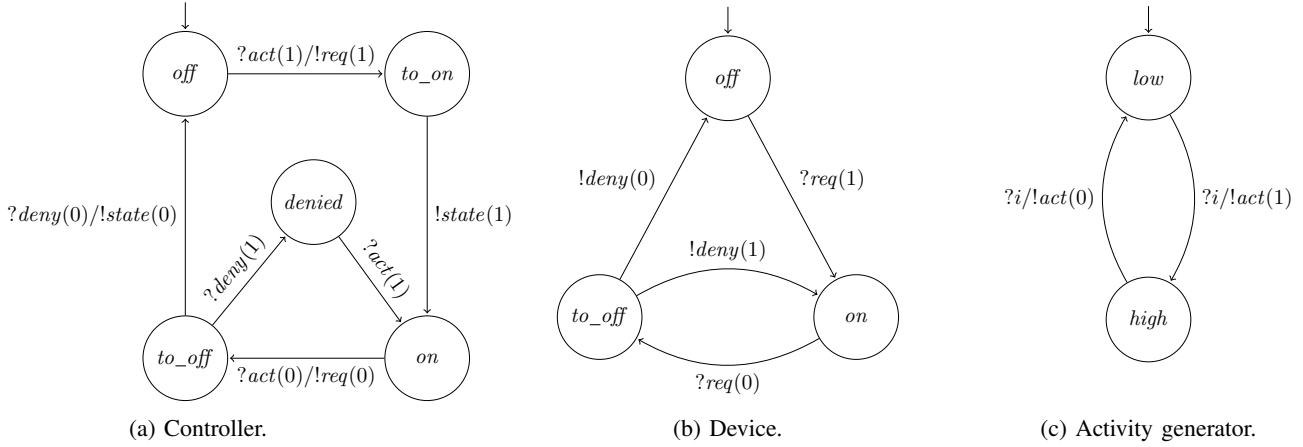 off
?act(1)/!req(1)
to_on
denied
?deny(0)/!state(0)
!state(1)
?deny(1)
?act(1)
to_off
?act(0)/!req(0)
on
(a) Controller.
off
!deny(0)
?req(1)
!deny(1)
to_off
on
?req(0)
(b) Device.
low
?i/!act(0)
?i/!act(1)
high
(c) Activity generator.